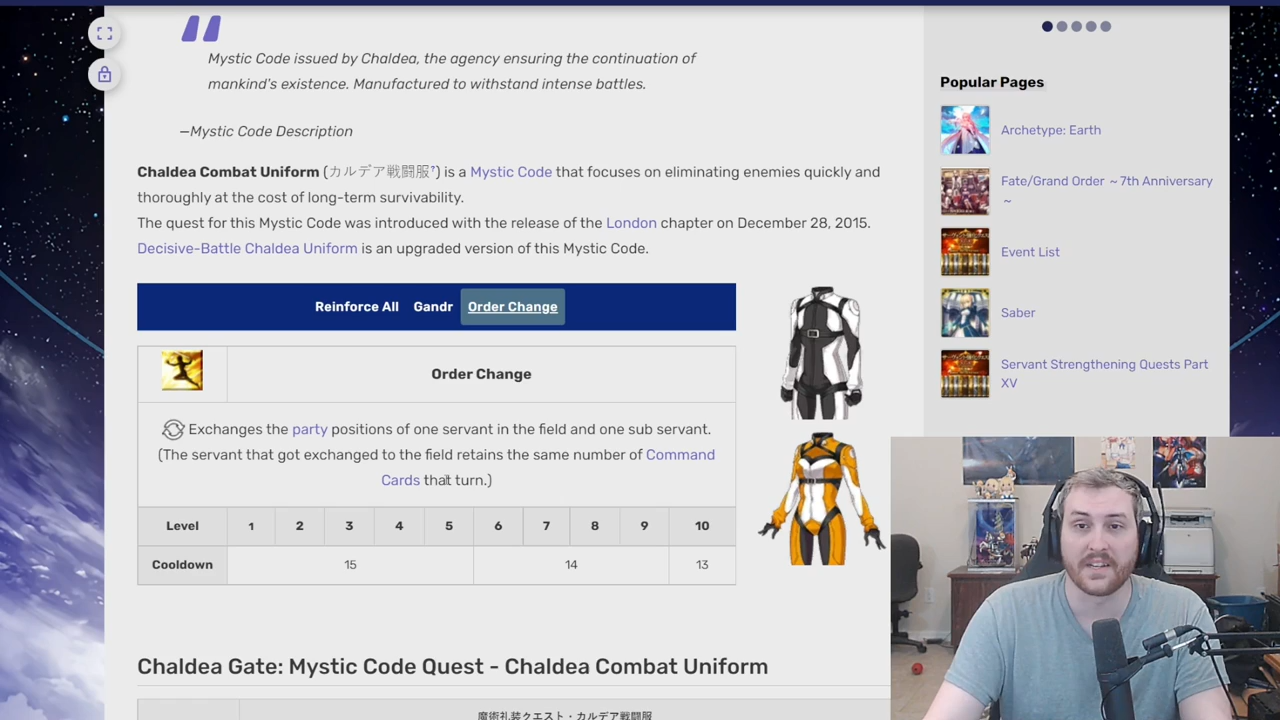 Mystic Code issued by Chaldea, the agency ensuring the continuation of
mankind's existence. Manufactured to withstand intense battles.
—Mystic Code Description
Chaldea Combat Uniform (カルデア戦闘服?) is a Mystic Code that focuses on eliminating enemies quickly and
thoroughly at the cost of long-term survivability.
The quest for this Mystic Code was introduced with the release of the London chapter on December 28, 2015.
Decisive-Battle Chaldea Uniform is an upgraded version of this Mystic Code.
Reinforce All Gandr Order Change
Order Change
Exchanges the party positions of one servant in the field and one sub servant.
(The servant that got exchanged to the field retains the same number of Command
Cards that turn.)
Level 1 2 3 4 5 6 7 8 9 10
Cooldown 15 14 13
Chaldea Gate: Mystic Code Quest - Chaldea Combat Uniform
魔術礼装クエスト・カルデア戦闘服
Popular Pages
Archetype: Earth
Fate/Grand Order ~7th Anniversary
~
Event List
Saber
Servant Strengthening Quests Part
XV